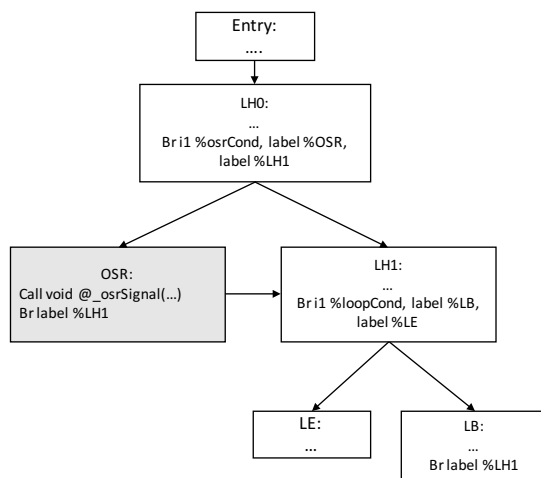 Entry:
....
LH0:
...
Br i1 %osrCond, label %OSR,
label %LH1
OSR:
Call void @_osrSignal(...)
Br label %LH1
LH1:
...
Br i1 %loopCond, label %LB,
label %LE
LE:
...
LB:
...
Br label %LH1